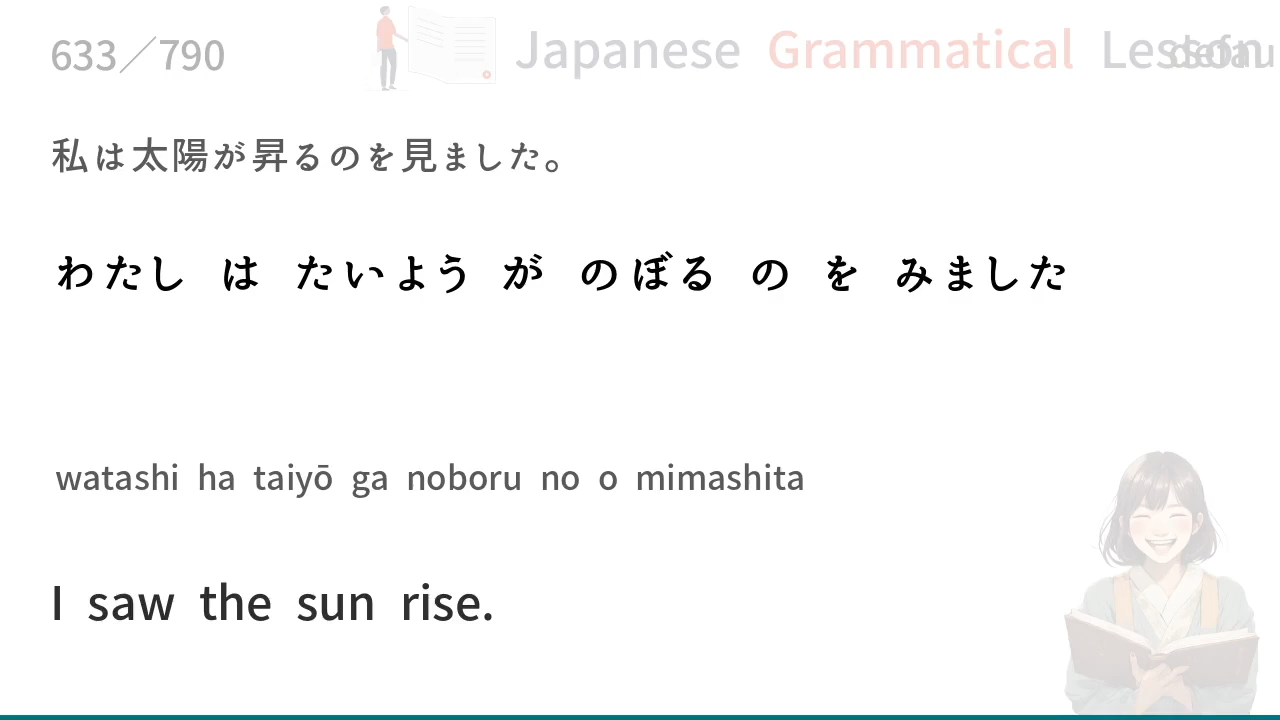 633／790
Japanese Grammatical Lesson
私は太陽が昇るのを見ました。
わたし は たいよう が のぼる の を みました
watashi ha taiyō ga noboru no o mimashita
I saw the sun rise.